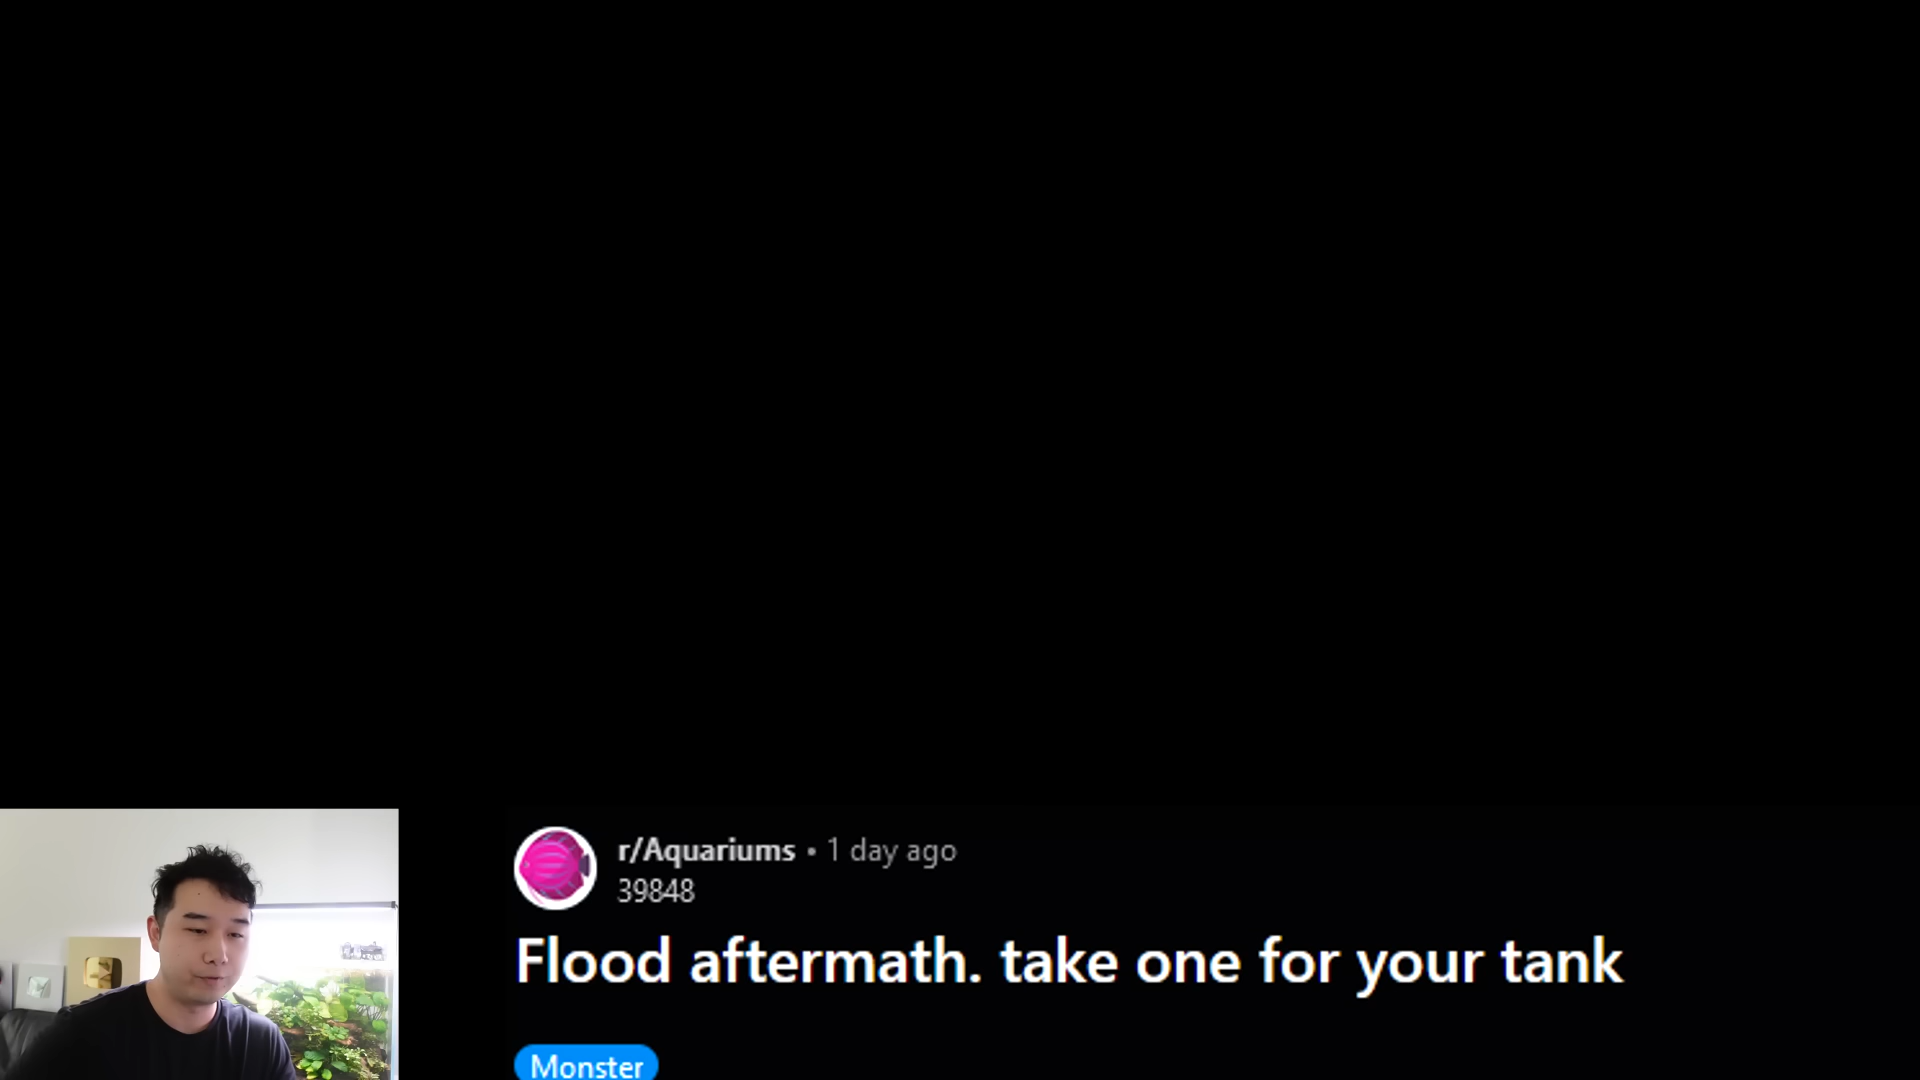 r/Aquariums • 1 day ago
39848
Flood aftermath. take one for your tank
Monster